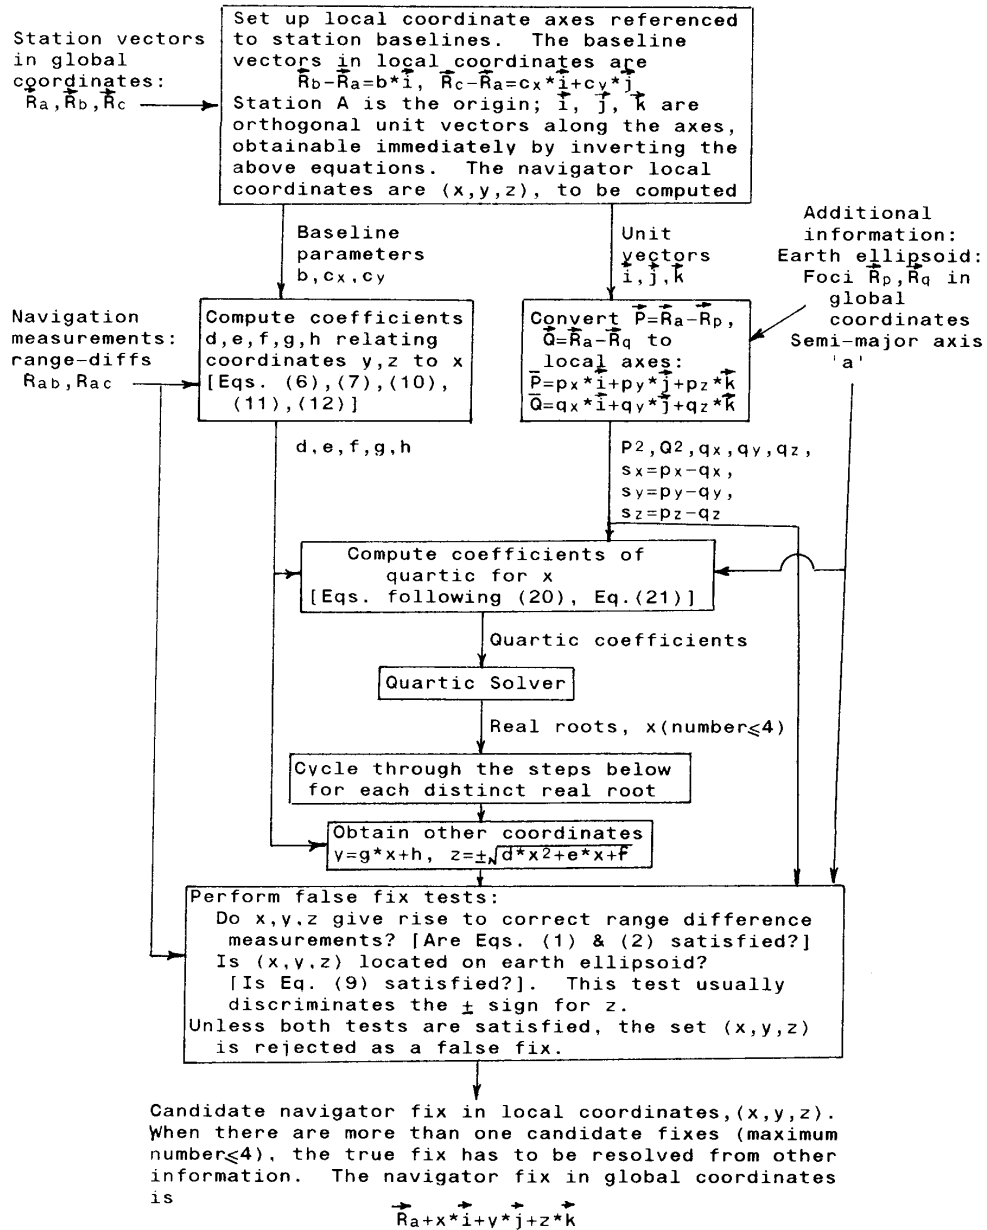 Station vectors
in global
coordinates:
R⃗a,R⃗b,R⃗c
Set up local coordinate axes referenced
to station baselines. The baseline
vectors in local coordinates are
R⃗b-R⃗a=b*i⃗, R⃗c-R⃗a=cx*i⃗+cy*j⃗
Station A is the origin; i⃗, j⃗, k⃗ are
orthogonal unit vectors along the axes,
obtainable immediately by inverting the
above equations. The navigator local
coordinates are (x,y,z), to be computed
Baseline
parameters
b,cx,cy
Unit
vectors
i⃗,j⃗,k⃗
Additional
information:
Earth ellipsoid:
Foci R⃗p,R⃗q in
global
coordinates
Semi-major axis
'a'
Navigation
measurements:
range-diffs
Rab,Rac
Compute coefficients
d,e,f,g,h relating
coordinates y,z to x
[Eqs. (6),(7),(10),
(11),(12)]
Convert P⃗=R⃗a-R⃗p,
Q⃗=R⃗a-R⃗q to
local axes:
P̅=px*i⃗+py*j⃗+pz*k⃗
Q̅=qx*i⃗+qy*j⃗+qz*k⃗
d,e,f,g,h
P2,Q2,qx,qy,qz,
sx=px-qx,
sy=py-qy,
sz=pz-qz
Compute coefficients of
quartic for x
[Eqs. following (20), Eq.(21)]
Quartic coefficients
Quartic Solver
Real roots, x(number⩽4)
Cycle through the steps below
for each distinct real root
Obtain other coordinates
y=g*x+h, z=±√d*x2+e*x+f
Perform false fix tests:
Do x,y,z give rise to correct range difference
measurements? [Are Eqs. (1) & (2) satisfied?]
Is (x,y,z) located on earth ellipsoid?
[Is Eq. (9) satisfied?]. This test usually
discriminates the ± sign for z.
Unless both tests are satisfied, the set (x,y,z)
is rejected as a false fix.
Candidate navigator fix in local coordinates,(x,y,z).
When there are more than one candidate fixes (maximum
number⩽4), the true fix has to be resolved from other
information. The navigator fix in global coordinates
is
R⃗a+x*i⃗+y*j⃗+z*k⃗